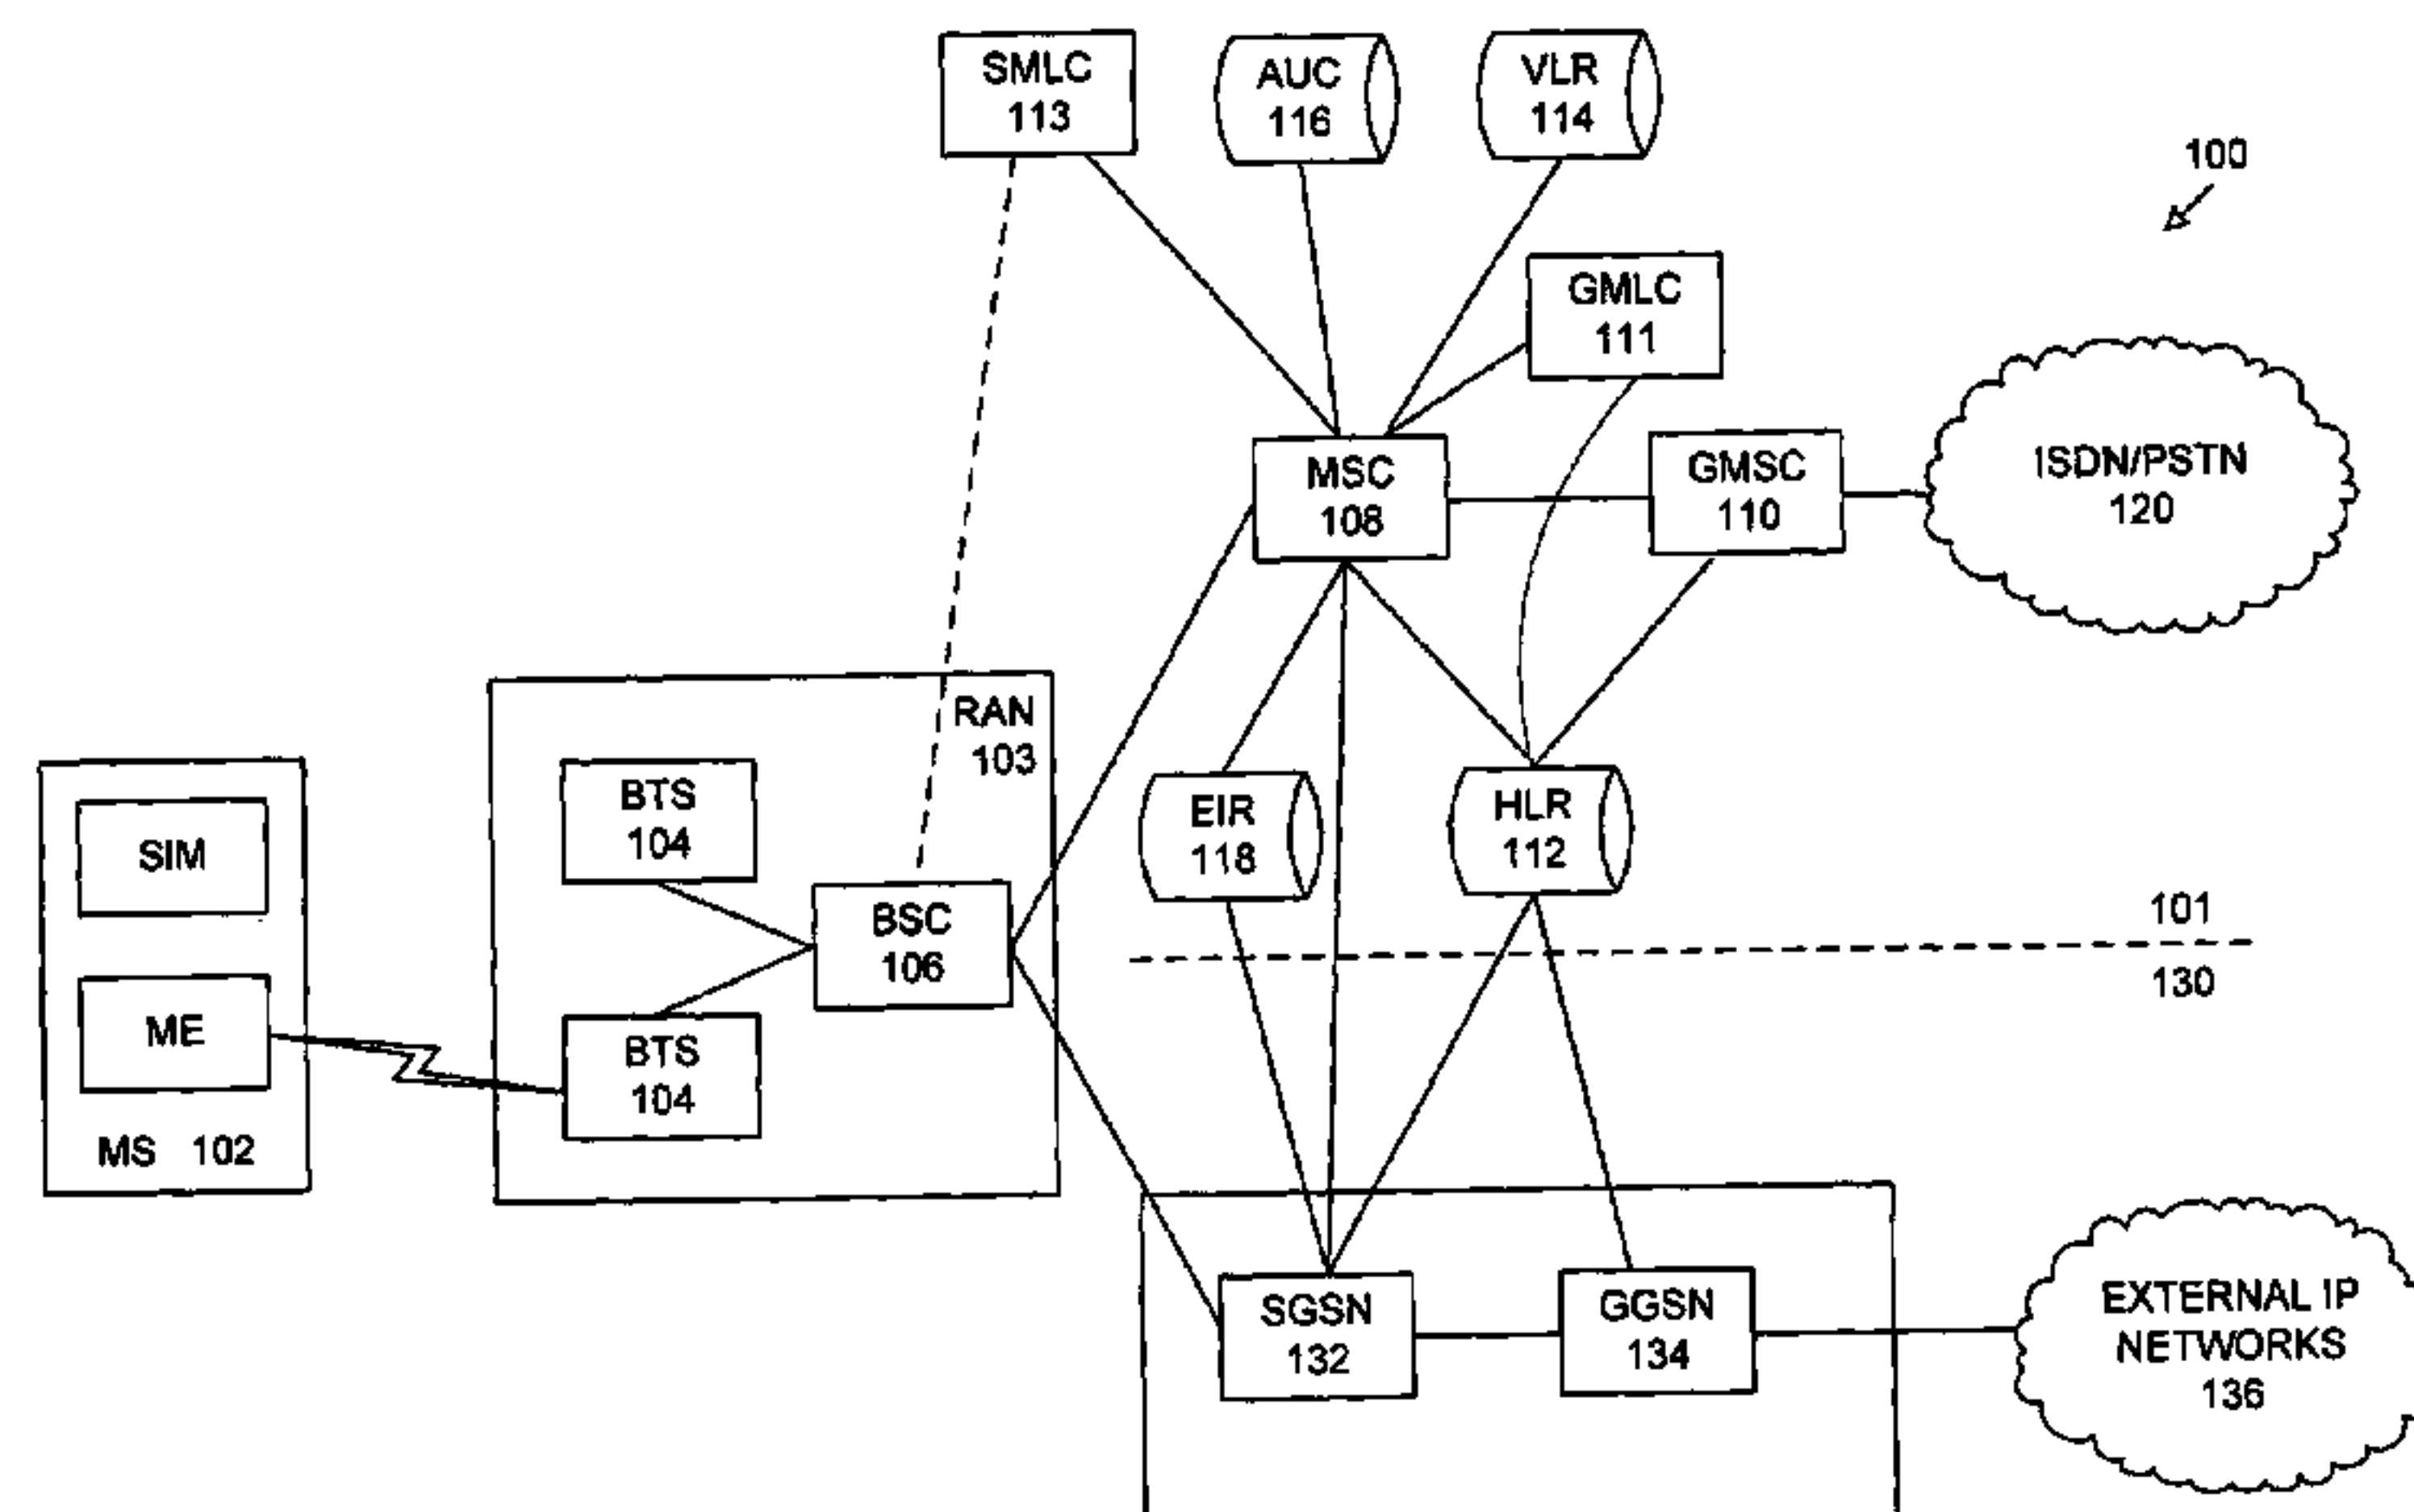 SMLC
113
AUC
116
VLR
114
100
GMLC
111
MSC
108
GMSC
110
ISDN/PSTN
120
RAN
103
BTS
104
SIM
EIR
118
HLR
112
BSC
106
101
130
ME
BTS
104
MS 102
SGSN
132
GGSN
134
EXTERNAL IP
NETWORKS
136